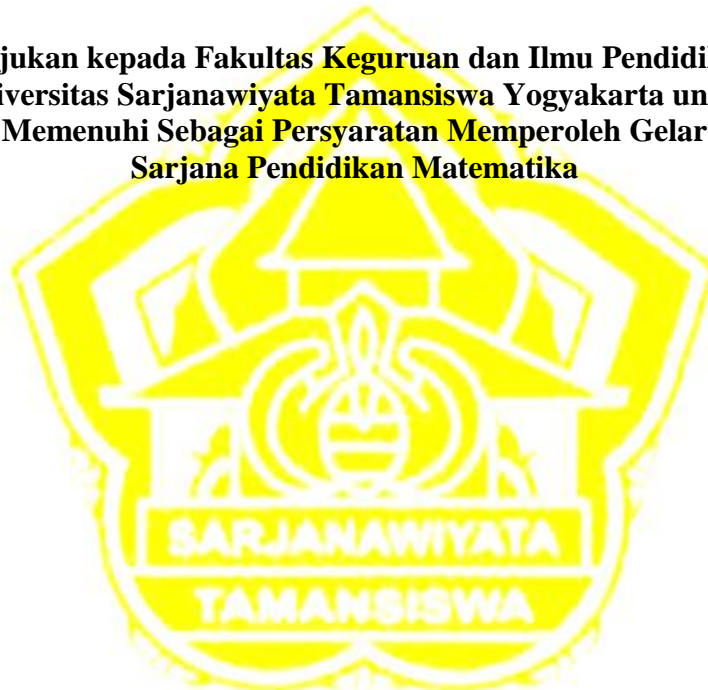 jukan kepada Fakultas Keguruan dan Ilmu Pendidi
iversitas Sarjanawiyata Tamansiswa Yogyakarta un
Memenuhi Sebagai Persyaratan Memperoleh Gelar
Sarjana Pendidikan Matematika
SARJANAWIYATA
TAMANSISWA